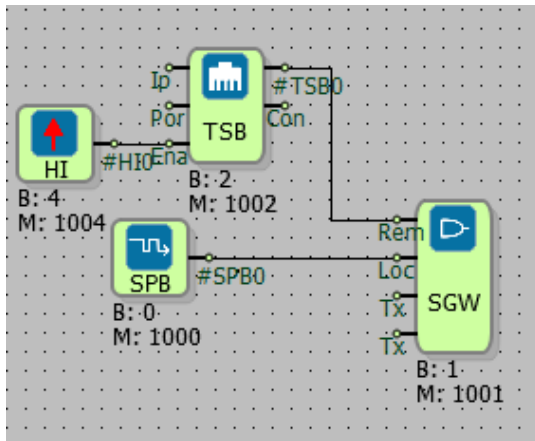 Ip
#TSB0
Por
Con
TSB
#HI0
Ena
HI
B: 2
M: 1002
B: 4
M: 1004
Rem
#SPB0
Loc
SPB
Tx
SGW
B: 0
M: 1000
Tx
B: 1
M: 1001